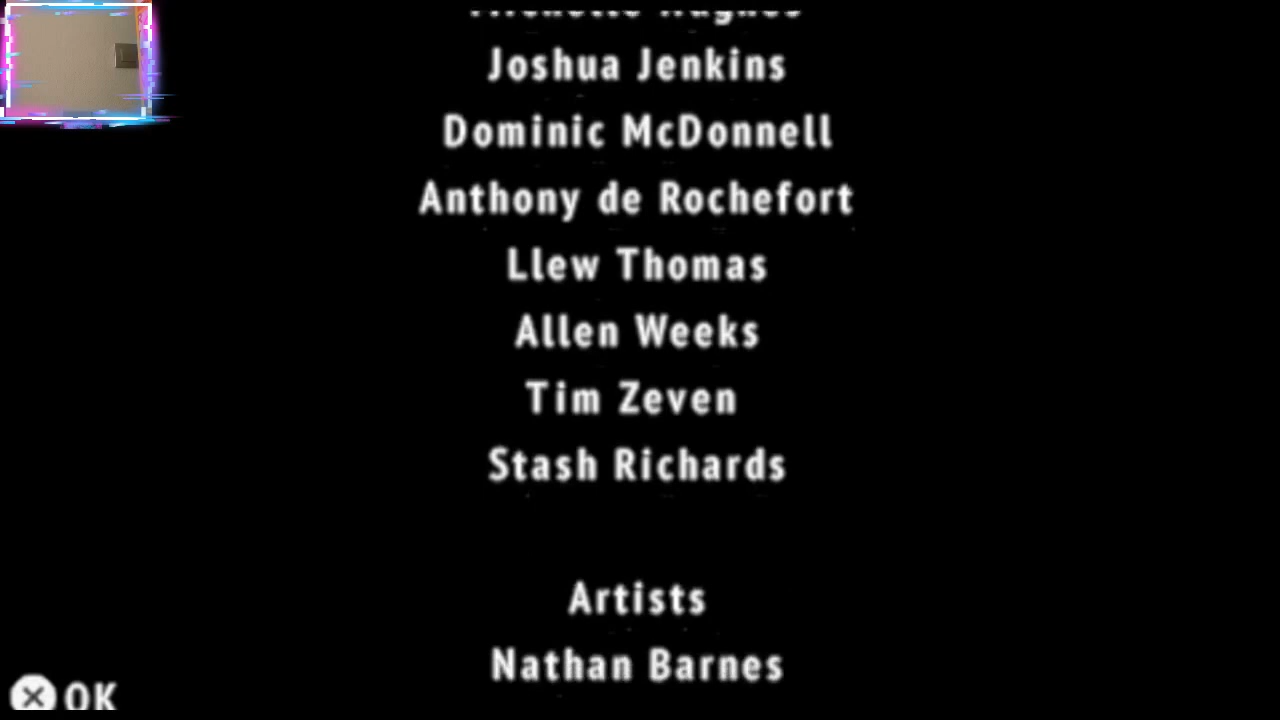 Joshua Jenkins
Dominic McDonnell
Anthony de Rochefort
Llew Thomas
Allen Weeks
Tim Zeven
Stash Richards
Artists
Nathan Barnes
OK